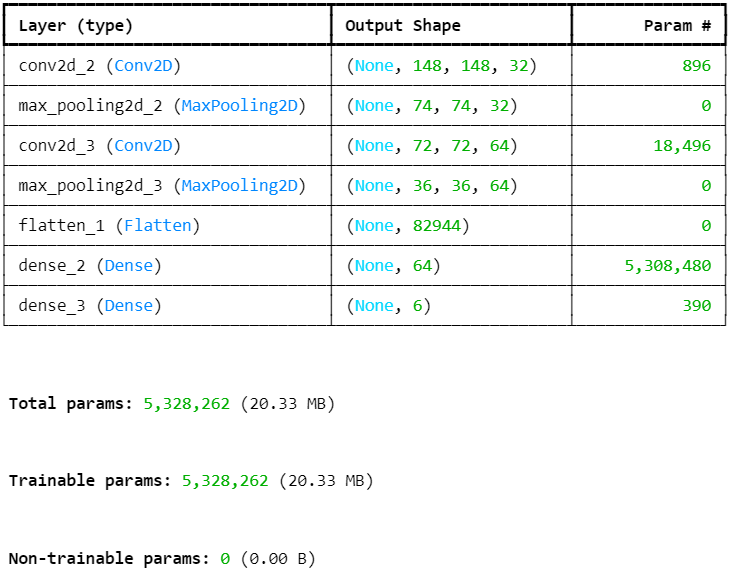 Layer (type) Output Shape Param #
conv2d_2 (Conv2D) (None, 148, 148, 32) 896
max_pooling2d_2 (MaxPooling2D) (None, 74, 74, 32) 0
conv2d_3 (Conv2D) (None, 72, 72, 64) 18,496
max_pooling2d_3 (MaxPooling2D) (None, 36, 36, 64) 0
flatten_1 (Flatten) (None, 82944) 0
dense_2 (Dense) (None, 64) 5,308,480
dense_3 (Dense) (None, 6) 390
Total params: 5,328,262 (20.33 MB)
Trainable params: 5,328,262 (20.33 MB)
Non-trainable params: 0 (0.00 B)